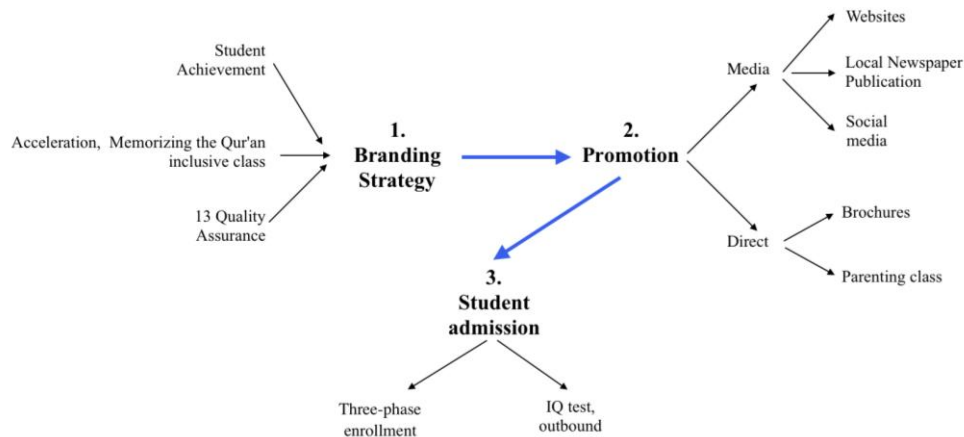 Student
Achievement
Acceleration, Memorizing the Qur'an
inclusive class
13 Quality
Assurance
1.
Branding
Strategy
2.
Promotion
Media
Websites
Local Newspaper
Publication
Social
media
Direct
Brochures
Parenting class
3.
Student
admission
Three-phase
enrollment
IQ test,
outbound